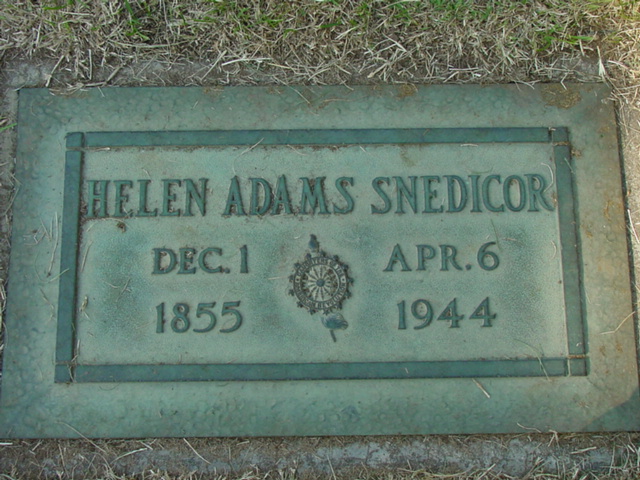 HELEN ADAMS SNEDICOR
DEC. 1 APR. 6
1855 1944